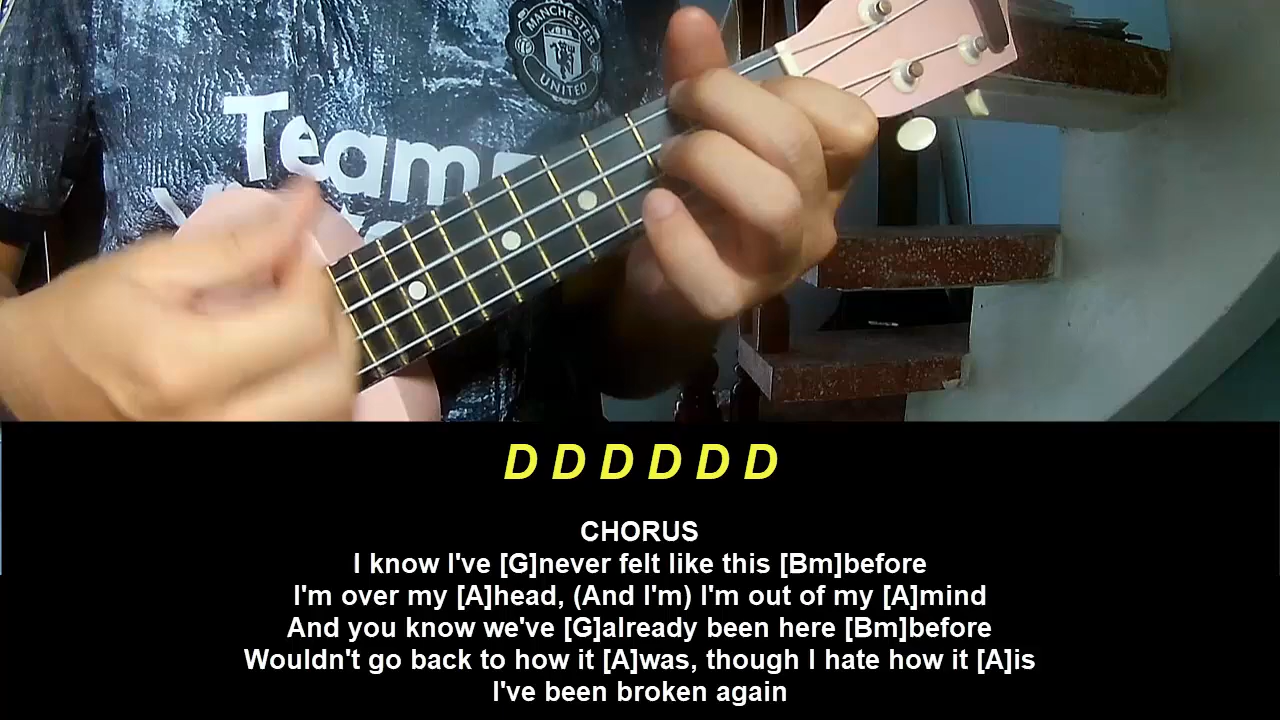 MANCHESTER
UNITED
Team
D D D D D D
CHORUS
I know I've [G]never felt like this [Bm]before
I'm over my [A]head, (And I'm) I'm out of my [A]mind
And you know we've [G]already been here [Bm]before
Wouldn't go back to how it [A]was, though I hate how it [A]is
I've been broken again